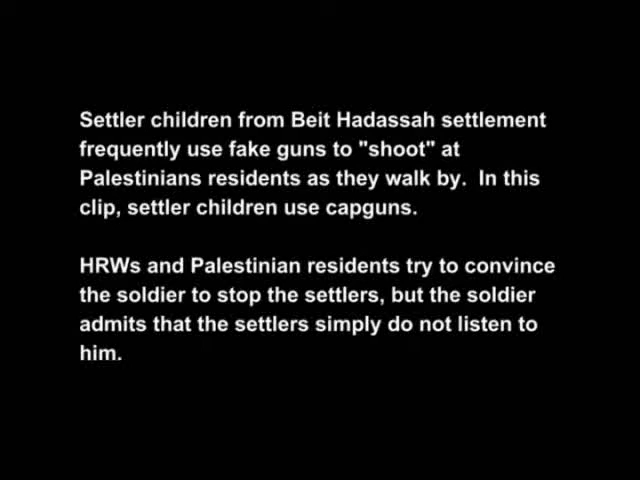 Settler children from Beit Hadassah settlement
frequently use fake guns to "shoot" at
Palestinians residents as they walk by.  In this
clip, settler children use capguns.
HRWs and Palestinian residents try to convince
the soldier to stop the settlers, but the soldier
admits that the settlers simply do not listen to
him.